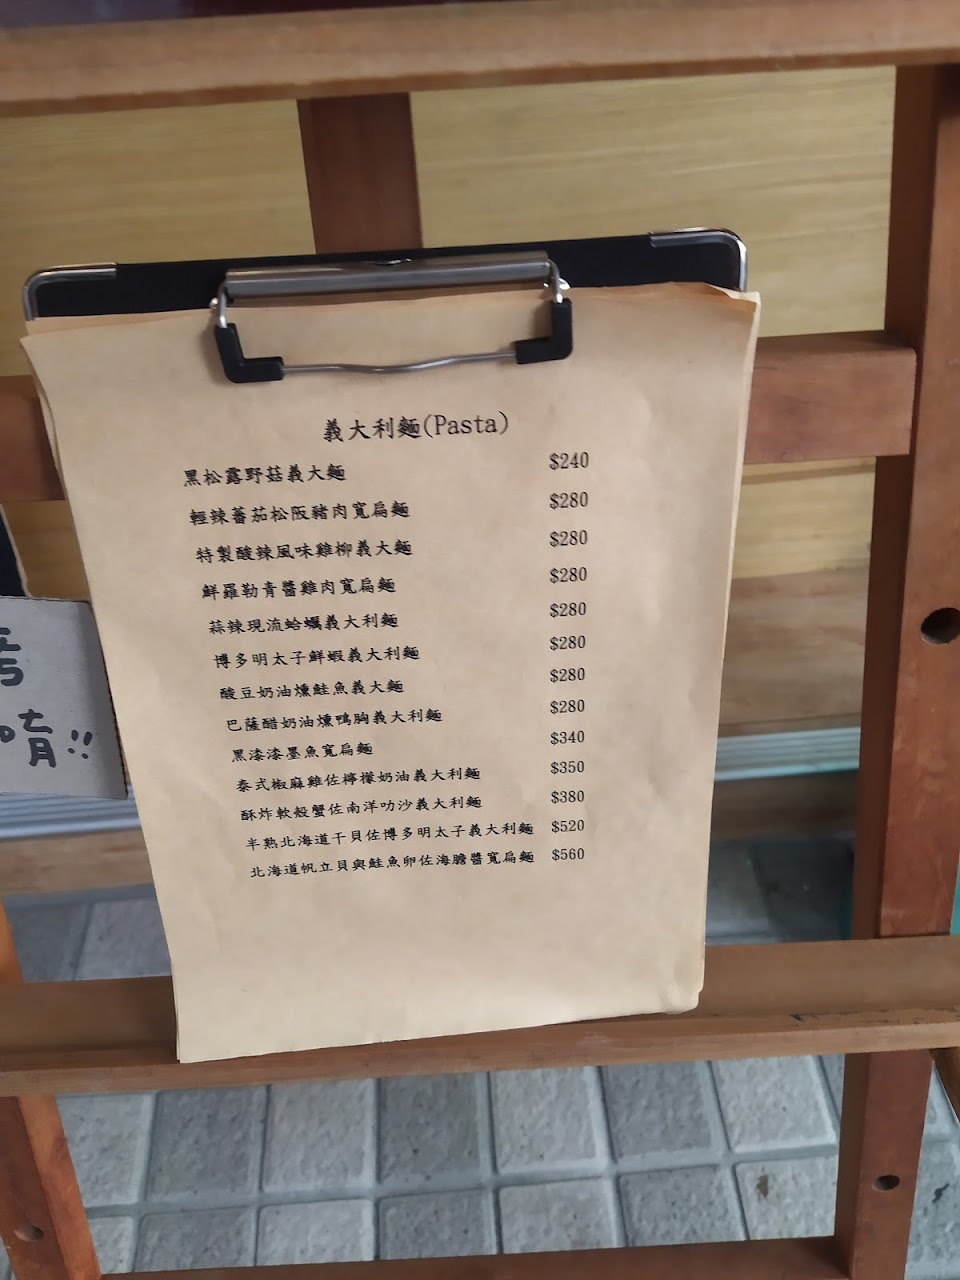 義大利麵(Pasta)
黑松露野菇義大麵 $240
輕辣蕃茄松阪豬肉寬扁麵 $280
特製酸辣風味雞柳義大麵 $280
鮮羅勒青醬雞肉寬扁麵 $280
蒜辣現流蛤蠣義大利麵 $280
博多明太子鮮蝦義大利麵 $280
酸豆奶油燻鮭魚義大麵 $280
巴薩醋奶油燻鴨胸義大利麵 $280
黑漆漆墨魚寬扁麵 $340
泰式椒麻雞佐檸檬奶油義大利麵 $350
酥炸軟殼蟹佐南洋叻沙義大利麵 $380
半熟北海道干貝佐博多明太子義大利麵 $520
北海道帆立貝與鮭魚卵佐海膽醬寬扁麵 $560
唷!!